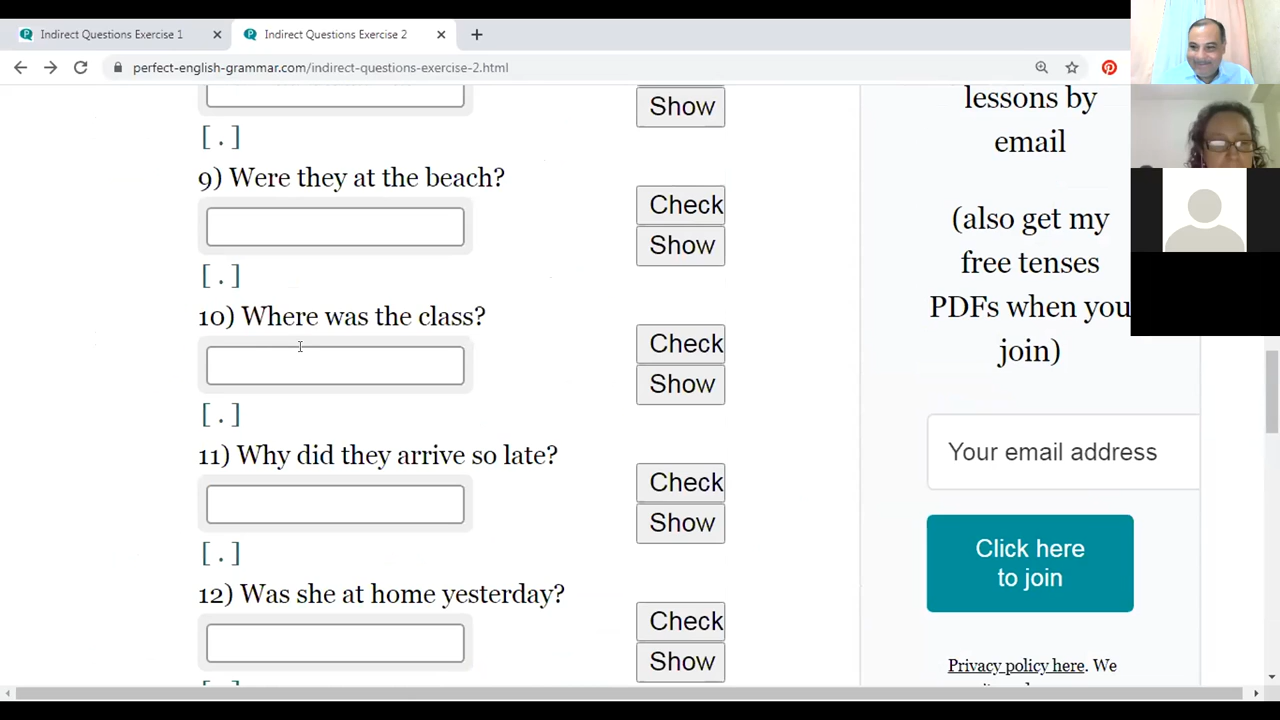 Indirect Questions Exercise 1
Indirect Questions Exercise 2
perfect-english-grammar.com/indirect-questions-exercise-2.html
Show
[ . ]
9) Were they at the beach?
Check
Show
[ . ]
10) Where was the class?
Check
Show
[ . ]
11) Why did they arrive so late?
Check
Show
[ . ]
12) Was she at home yesterday?
Check
Show
lessons by
email
(also get my
free tenses
PDFs when you
join)
Your email address
Click here
to join
Privacy policy here. We